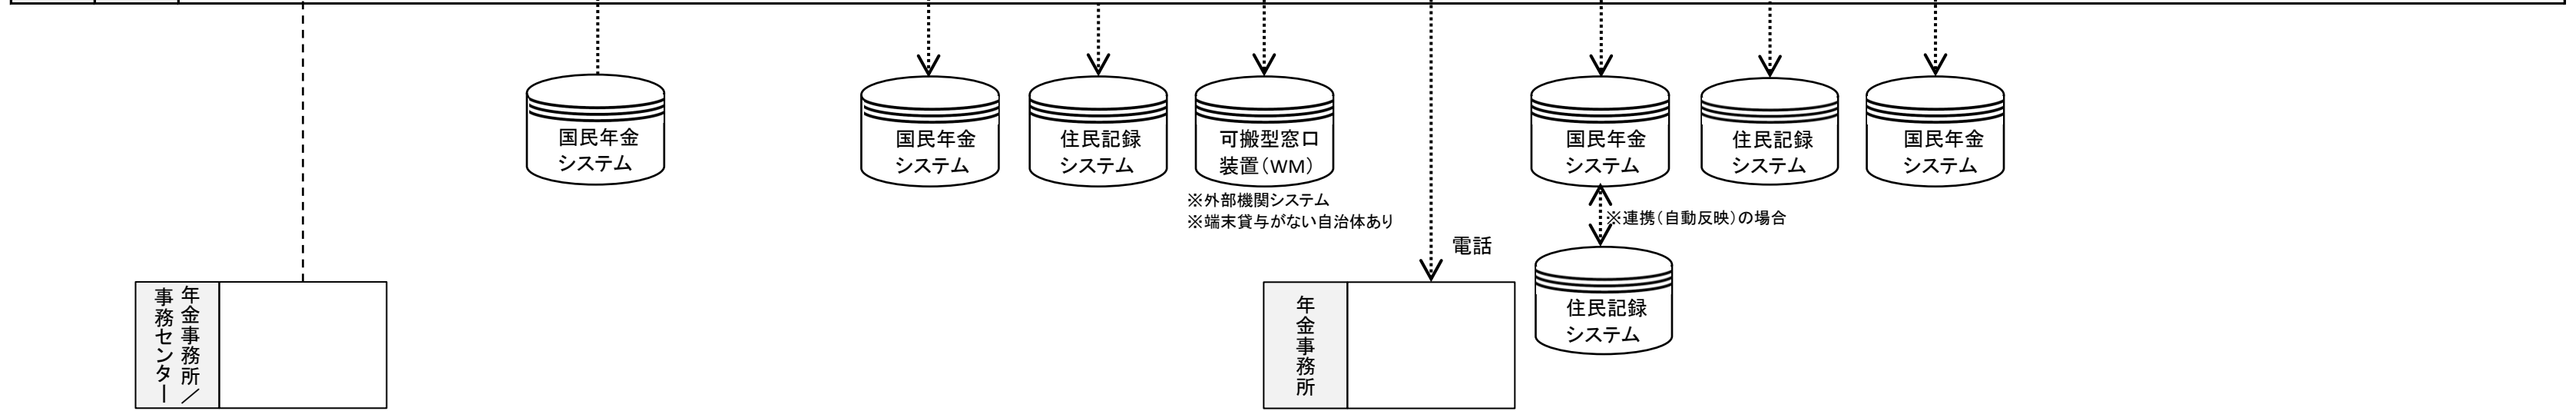 国民年金
システム
国民年金
システム
住民記録
システム
可搬型窓口
装置（WM）
※外部機関システム
※端末貸与がない自治体あり
国民年金
システム
住民記録
システム
国民年金
システム
※連携（自動反映）の場合
電話
住民記録
システム
年金事務所／
事務センター
年金事務所